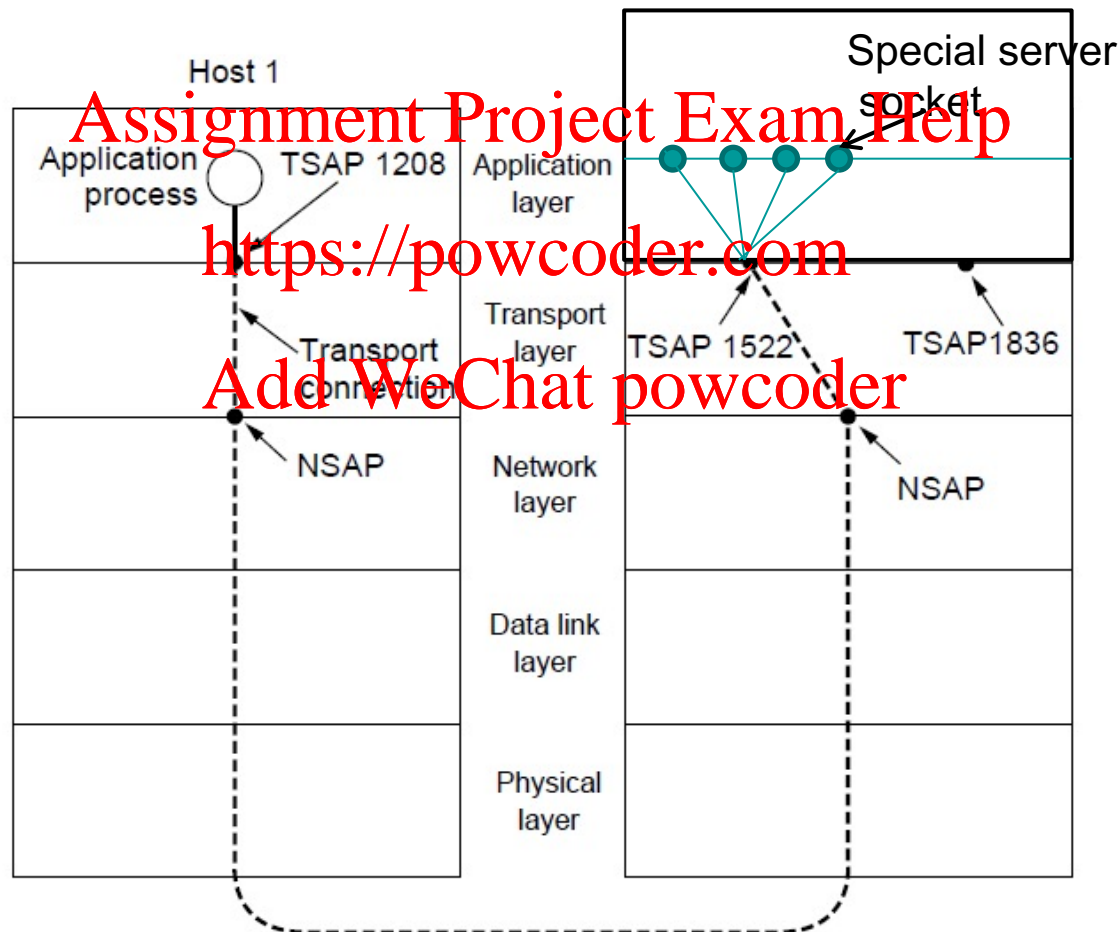 Host 1
Special server
socket
Assignment Project Exam Help
Application
process
TSAP 1208
Application
layer
https://powcoder.com
Transport
layer
TSAP 1522
TSAP1836
Transport
connection
Add WeChat powcoder
NSAP
Network
layer
NSAP
Data link
layer
Physical
layer